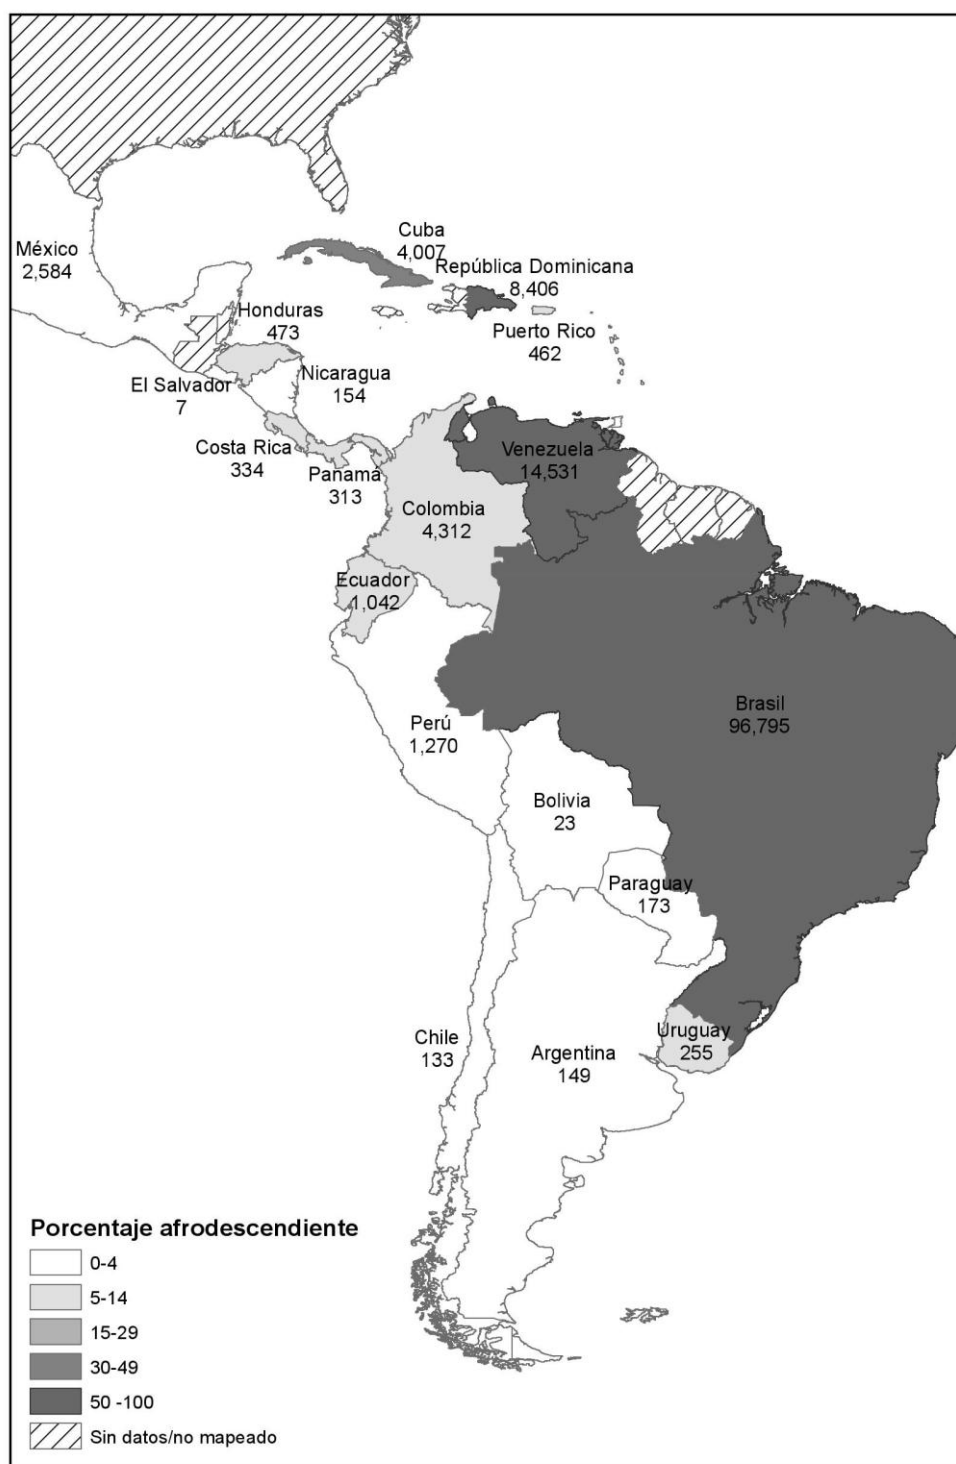 México
2,584
Cuba
4,007
República Dominicana
8,406
Puerto Rico
462
Honduras
473
El Salvador
7
Nicaragua
154
Costa Rica
334
Panamá
313
Venezuela
14,531
Colombia
4,312
Ecuador
1,042
Perú
1,270
Brasil
96,795
Bolivia
23
Paraguay
173
Chile
133
Argentina
149
Uruguay
255
Porcentaje afrodescendiente
0-4
5-14
15-29
30-49
50 -100
Sin datos/no mapeado